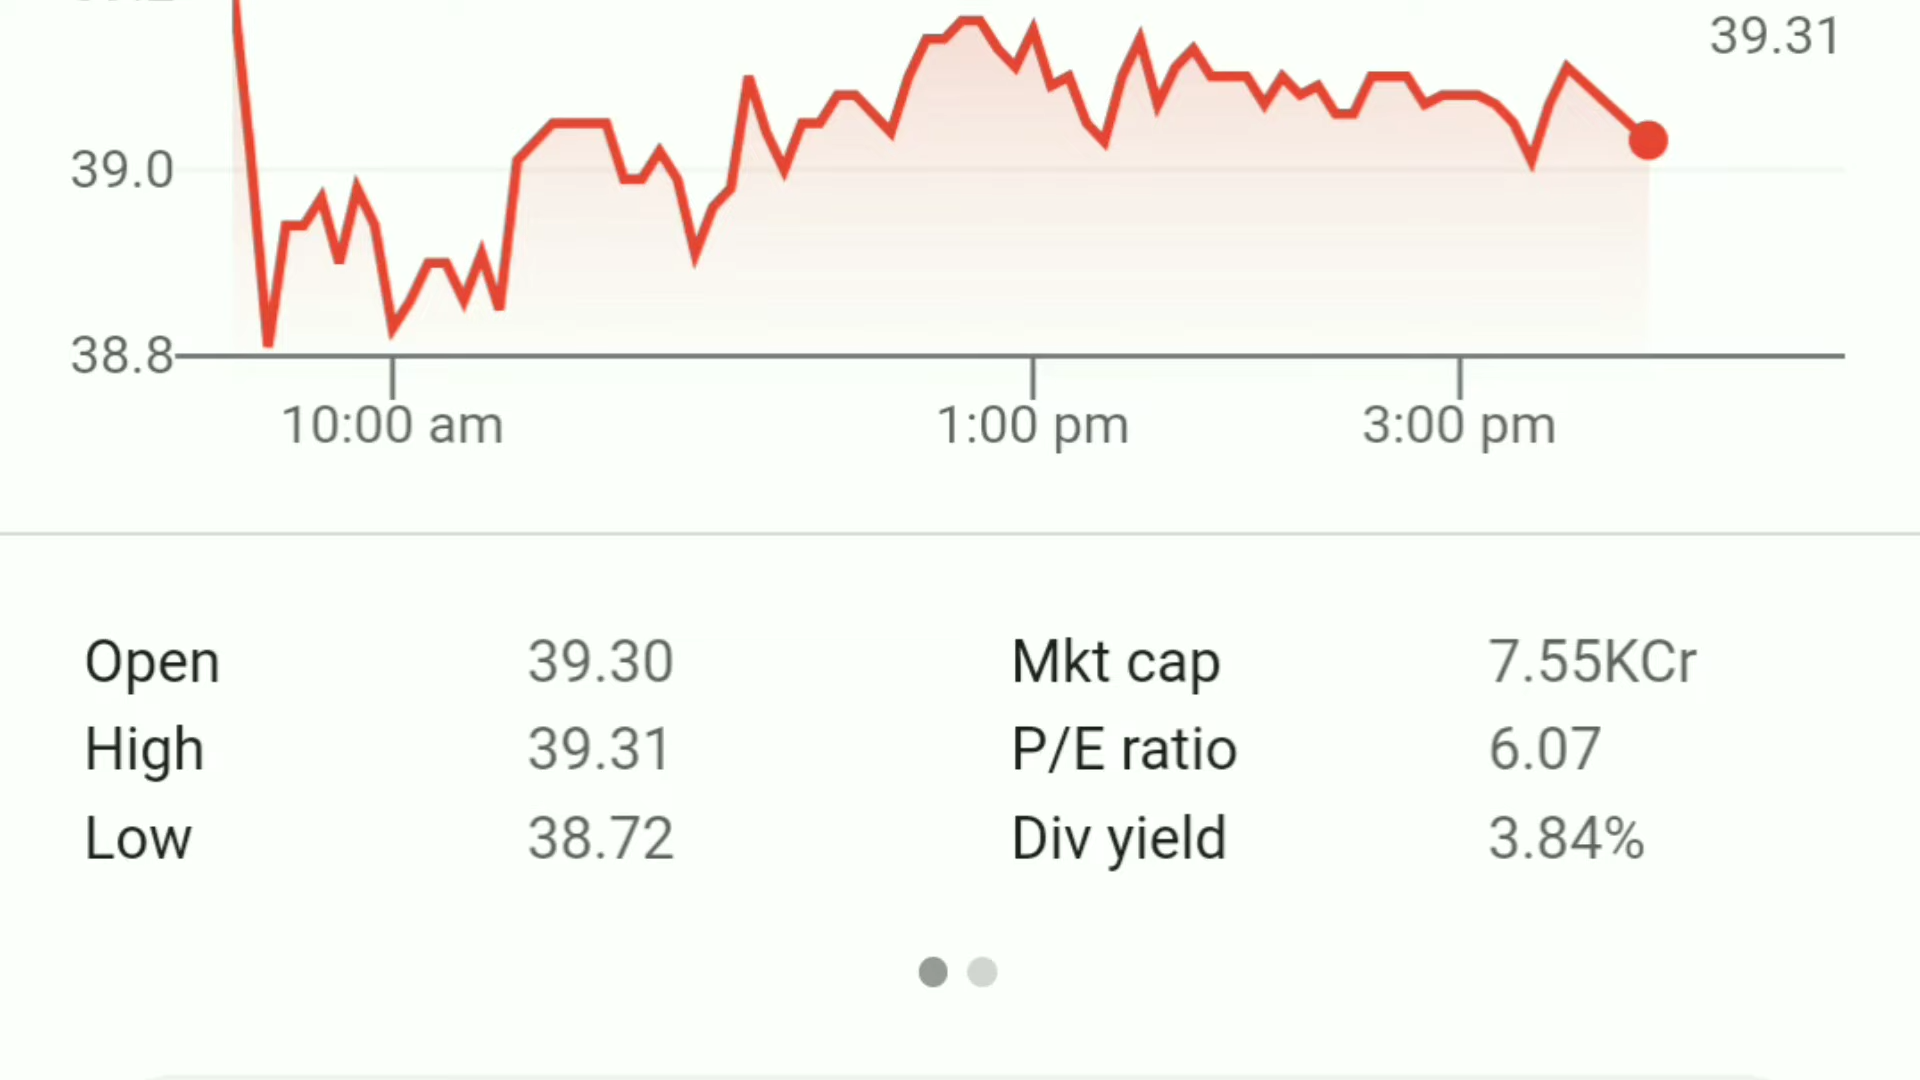 39.31
39.0
38.8
10:00 am 1:00 pm 3:00 pm
Open 39.30 Mkt cap 7.55KCr
High 39.31 P/E ratio 6.07
Low 38.72 Div yield 3.84%